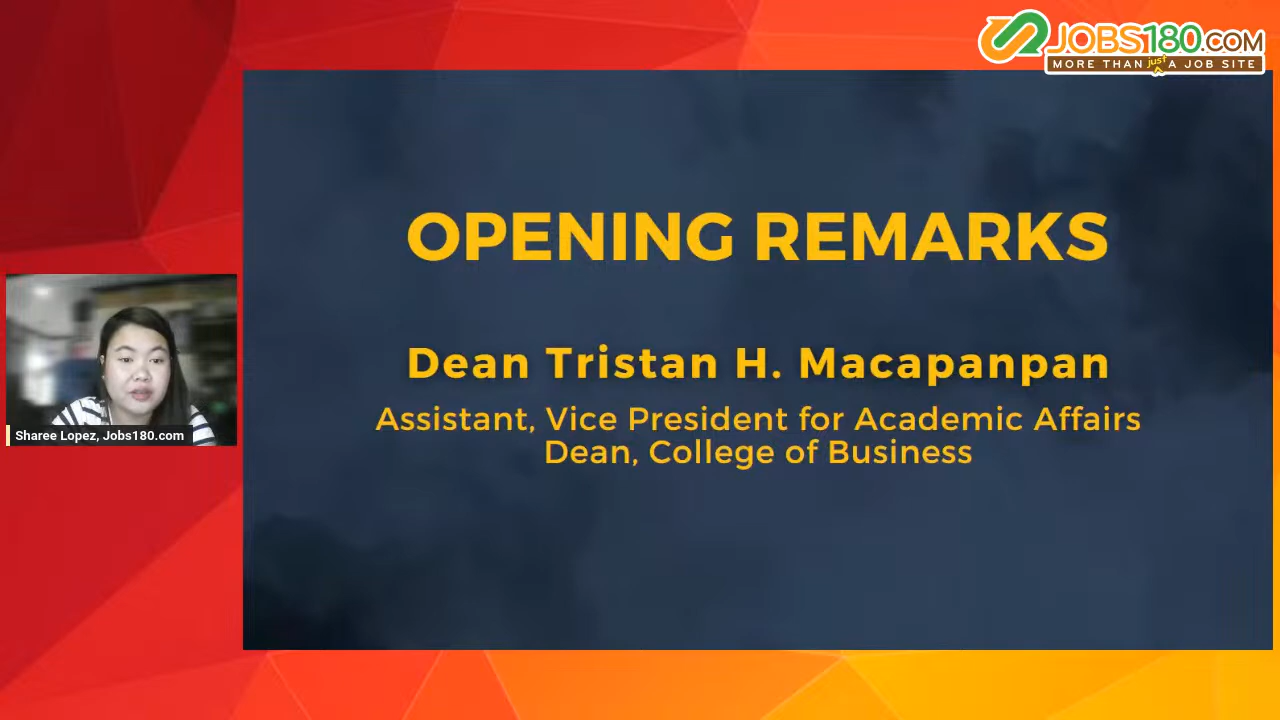 JOBS180.COM
MORE THAN just A JOB SITE
OPENING REMARKS
Dean Tristan H. Macapanpan
Assistant, Vice President for Academic Affairs
Dean, College of Business
Sharee Lopez, Jobs180.com